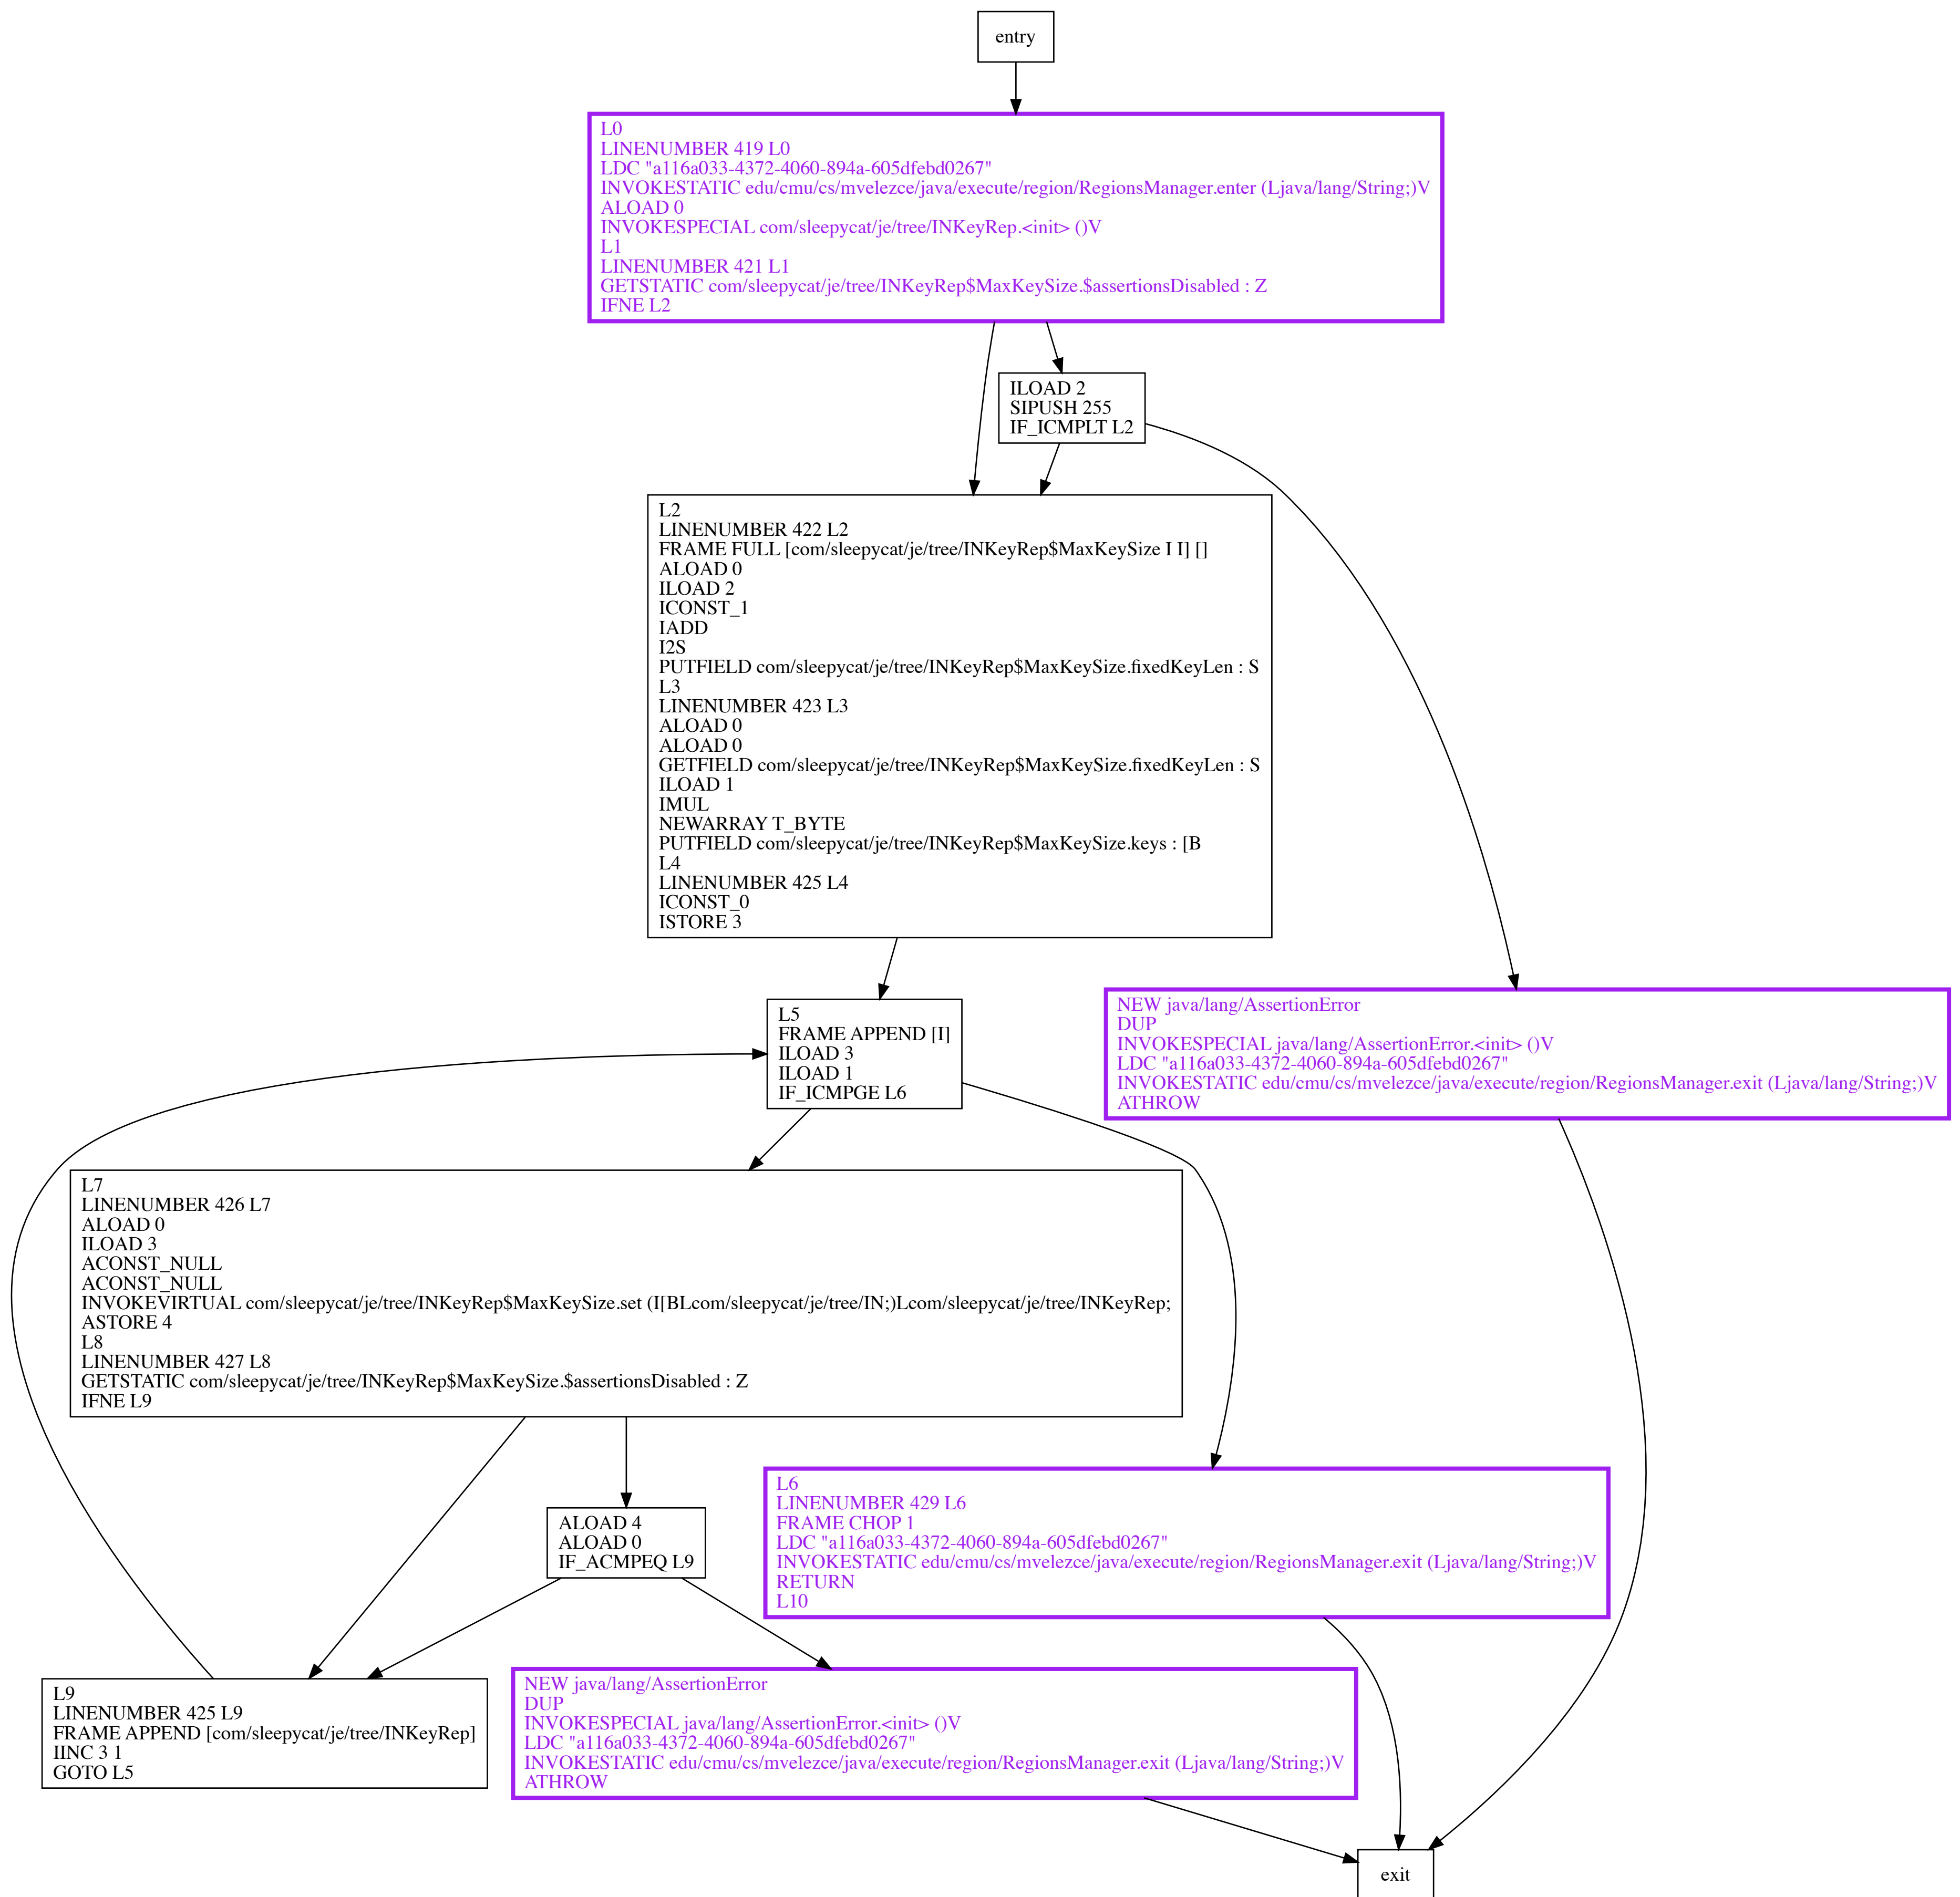 entry
L0
LINENUMBER 419 L0
LDC "a116a033-4372-4060-894a-605dfebd0267"
INVOKESTATIC edu/cmu/cs/mvelezce/java/execute/region/RegionsManager.enter (Ljava/lang/String;)V
ALOAD 0
INVOKESPECIAL com/sleepycat/je/tree/INKeyRep.<init> ()V
L1
LINENUMBER 421 L1
GETSTATIC com/sleepycat/je/tree/INKeyRep$MaxKeySize.$assertionsDisabled : Z
IFNE L2
ILOAD 2
SIPUSH 255
IF_ICMPLT L2
L2
LINENUMBER 422 L2
FRAME FULL [com/sleepycat/je/tree/INKeyRep$MaxKeySize I I] []
ALOAD 0
ILOAD 2
ICONST_1
IADD
I2S
PUTFIELD com/sleepycat/je/tree/INKeyRep$MaxKeySize.fixedKeyLen : S
L3
LINENUMBER 423 L3
ALOAD 0
ALOAD 0
GETFIELD com/sleepycat/je/tree/INKeyRep$MaxKeySize.fixedKeyLen : S
ILOAD 1
IMUL
NEWARRAY T_BYTE
PUTFIELD com/sleepycat/je/tree/INKeyRep$MaxKeySize.keys : [B
L4
LINENUMBER 425 L4
ICONST_0
ISTORE 3
NEW java/lang/AssertionError
DUP
INVOKESPECIAL java/lang/AssertionError.<init> ()V
LDC "a116a033-4372-4060-894a-605dfebd0267"
INVOKESTATIC edu/cmu/cs/mvelezce/java/execute/region/RegionsManager.exit (Ljava/lang/String;)V
ATHROW
L5
FRAME APPEND [I]
ILOAD 3
ILOAD 1
IF_ICMPGE L6
L7
LINENUMBER 426 L7
ALOAD 0
ILOAD 3
ACONST_NULL
ACONST_NULL
INVOKEVIRTUAL com/sleepycat/je/tree/INKeyRep$MaxKeySize.set (I[BLcom/sleepycat/je/tree/IN;)Lcom/sleepycat/je/tree/INKeyRep;
ASTORE 4
L8
LINENUMBER 427 L8
GETSTATIC com/sleepycat/je/tree/INKeyRep$MaxKeySize.$assertionsDisabled : Z
IFNE L9
L6
LINENUMBER 429 L6
FRAME CHOP 1
LDC "a116a033-4372-4060-894a-605dfebd0267"
INVOKESTATIC edu/cmu/cs/mvelezce/java/execute/region/RegionsManager.exit (Ljava/lang/String;)V
RETURN
L10
ALOAD 4
ALOAD 0
IF_ACMPEQ L9
L9
LINENUMBER 425 L9
FRAME APPEND [com/sleepycat/je/tree/INKeyRep]
IINC 3 1
GOTO L5
NEW java/lang/AssertionError
DUP
INVOKESPECIAL java/lang/AssertionError.<init> ()V
LDC "a116a033-4372-4060-894a-605dfebd0267"
INVOKESTATIC edu/cmu/cs/mvelezce/java/execute/region/RegionsManager.exit (Ljava/lang/String;)V
ATHROW
exit